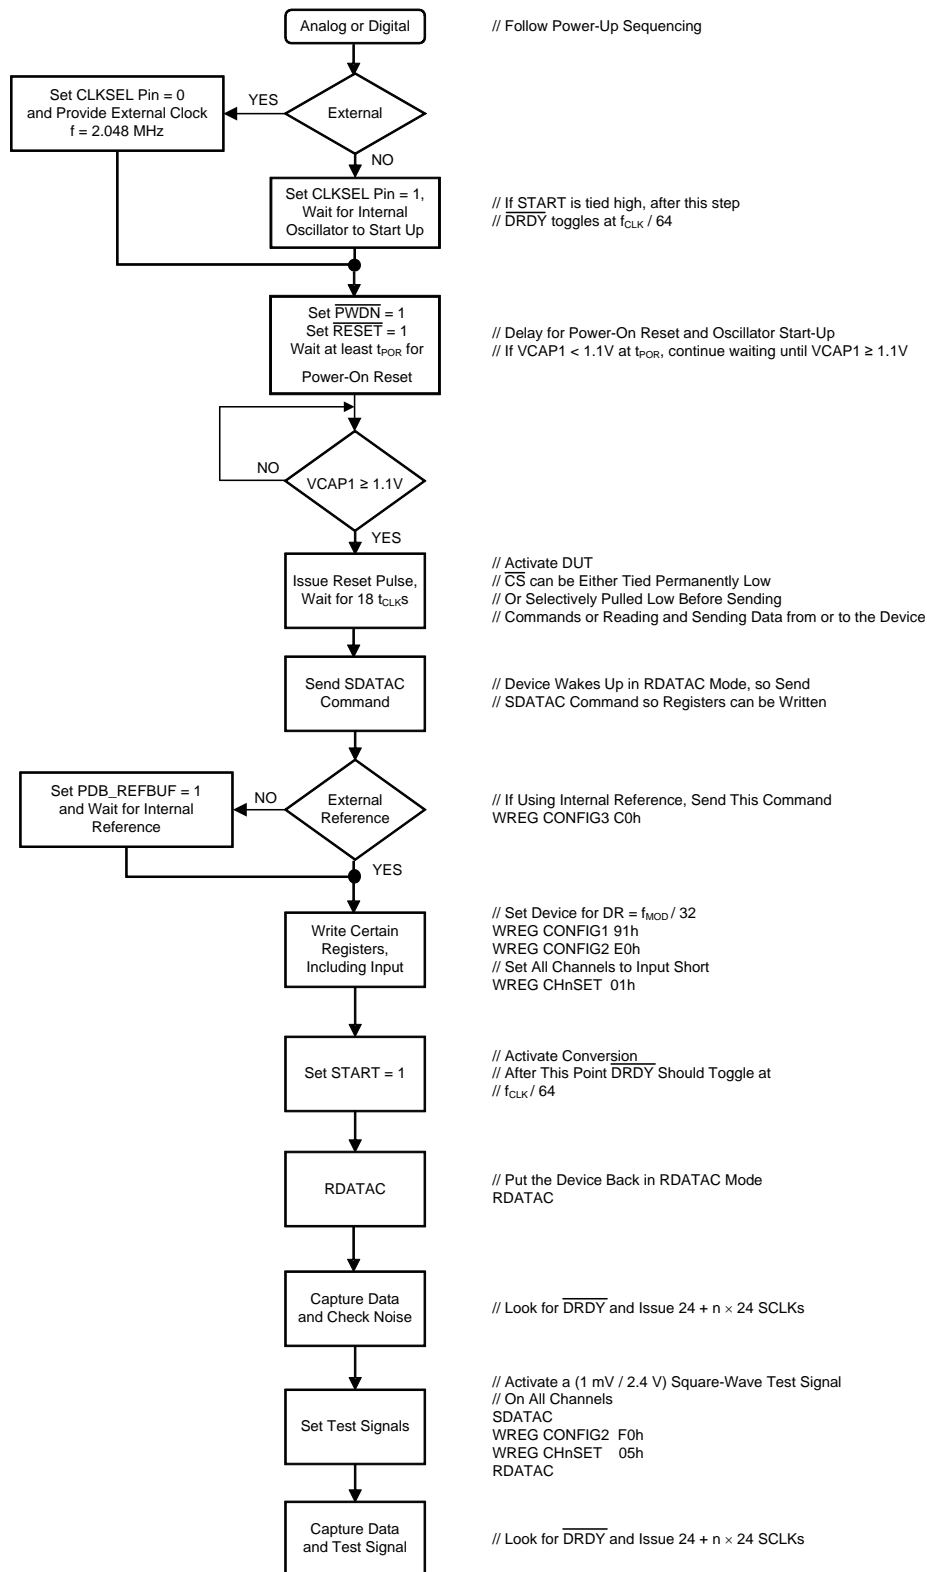 Analog or Digital
// Follow Power-Up Sequencing
Set CLKSEL Pin = 0
and Provide External Clock
f = 2.048 MHz
YES
External
NO
Set CLKSEL Pin = 1,
Wait for Internal
Oscillator to Start Up
// If START is tied high, after this step
// DRDY toggles at fCLK / 64
Set PWDN = 1
Set RESET = 1
Wait at least tPOR for
Power-On Reset
// Delay for Power-On Reset and Oscillator Start-Up
// If VCAP1 < 1.1V at tPOR, continue waiting until VCAP1 ≥ 1.1V
NO
VCAP1 ≥ 1.1V
YES
Issue Reset Pulse,
Wait for 18 tCLKs
// Activate DUT
// CS can be Either Tied Permanently Low
// Or Selectively Pulled Low Before Sending
// Commands or Reading and Sending Data from or to the Device
Send SDATAC
Command
// Device Wakes Up in RDATAC Mode, so Send
// SDATAC Command so Registers can be Written
Set PDB_REFBUF = 1
and Wait for Internal
Reference
NO
External
Reference
YES
// If Using Internal Reference, Send This Command
WREG CONFIG3 C0h
Write Certain
Registers,
Including Input
// Set Device for DR = fMOD / 32
WREG CONFIG1 91h
WREG CONFIG2 E0h
// Set All Channels to Input Short
WREG CHnSET 01h
Set START = 1
// Activate Conversion
// After This Point DRDY Should Toggle at
// fCLK / 64
RDATAC
// Put the Device Back in RDATAC Mode
RDATAC
Capture Data
and Check Noise
// Look for DRDY and Issue 24 + n × 24 SCLKs
Set Test Signals
// Activate a (1 mV / 2.4 V) Square-Wave Test Signal
// On All Channels
SDATAC
WREG CONFIG2 F0h
WREG CHnSET 05h
RDATAC
Capture Data
and Test Signal
// Look for DRDY and Issue 24 + n × 24 SCLKs